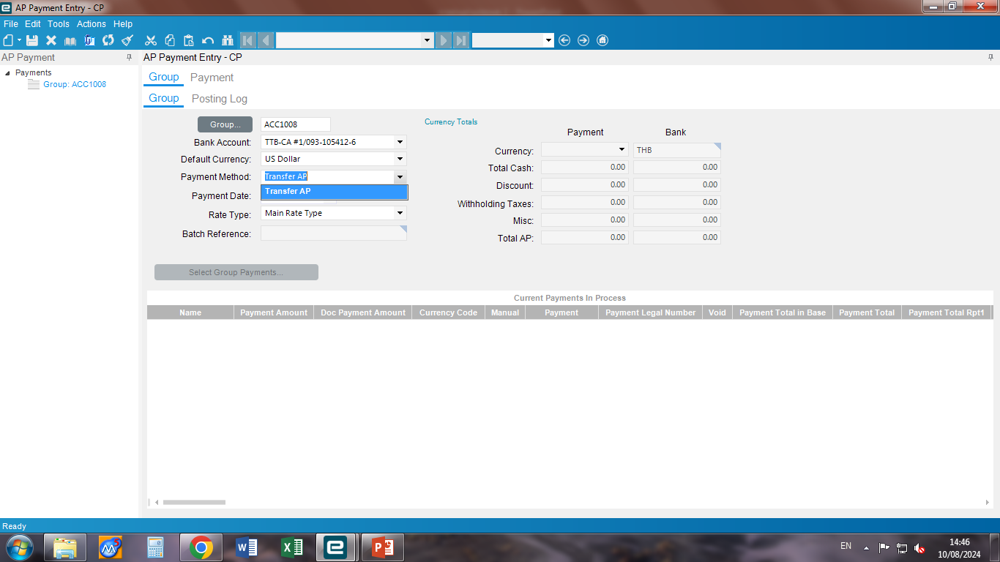 AP Payment Entry - CP
File Edit Tools Actions Help
AP Payment
AP Payment Entry - CP
Payments
Group: ACC1008
Group Payment
Group Posting Log
Group... ACC1008
Bank Account: TTB-CA #1/093-105412-6
Default Currency: US Dollar
Payment Method: Transfer AP
Transfer AP
Payment Date:
Rate Type: Main Rate Type
Batch Reference:
Currency Totals
Payment Bank
Currency: THB
Total Cash: 0.00 0.00
Discount: 0.00 0.00
Withholding Taxes: 0.00 0.00
Misc: 0.00 0.00
Total AP: 0.00 0.00
Select Group Payments...
Current Payments In Process
Name Payment Amount Doc Payment Amount Currency Code Manual Payment Payment Legal Number Void Payment Total in Base Payment Total Payment Total Rpt1
Ready
EN
14:46
10/08/2024